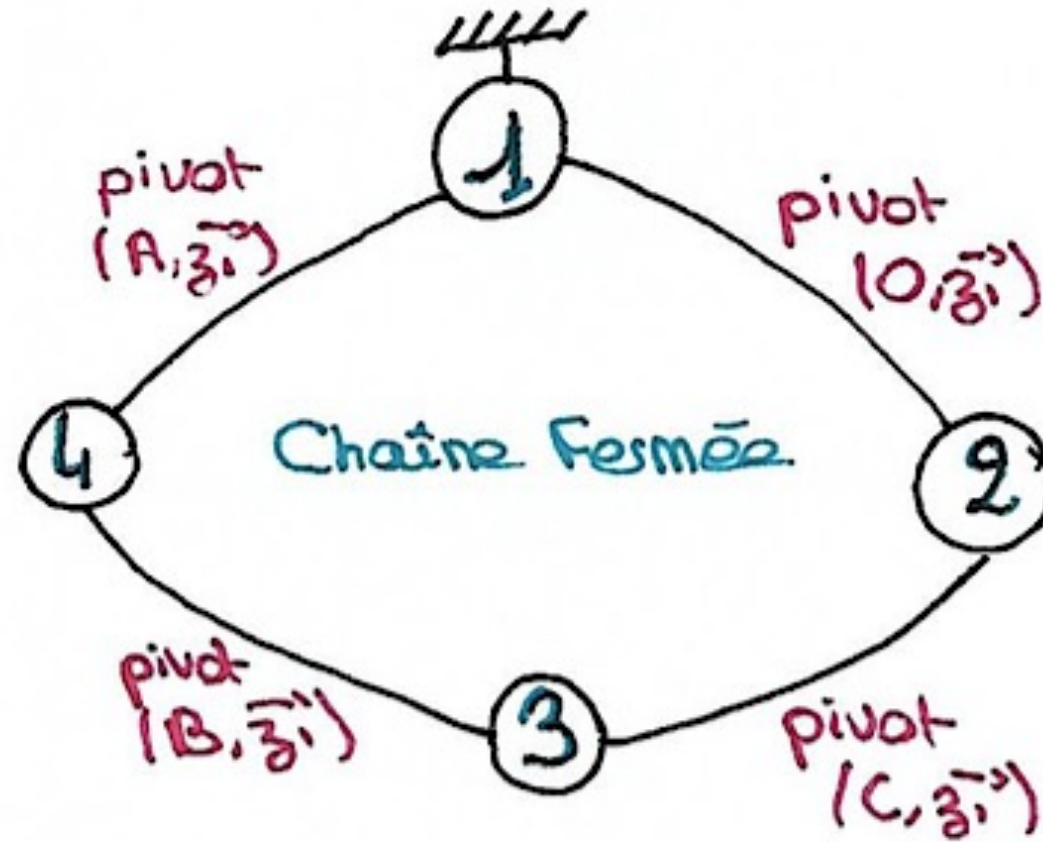 1
pivot
(A, z₁⃗)
pivot
(O, z₁⃗)
4
Chaîne Fermée
2
pivot
(B, z₁⃗)
3
pivot
(C, z₁⃗)